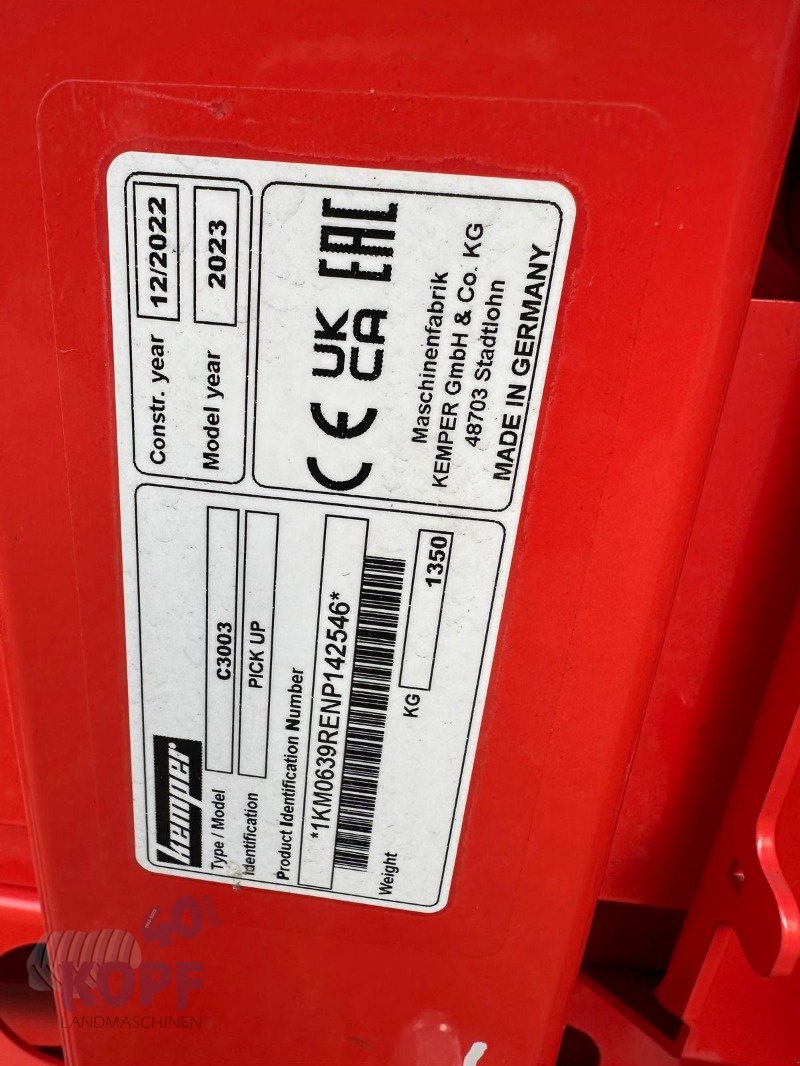 kemper
Type / Model C3003
Identification PICK UP
Product Identification Number
*1KM0639RENP142546*
Weight KG 1350
Constr. year 12/2022
Model year 2023
CE UK CA EAC
Maschinenfabrik
KEMPER GmbH & Co. KG
48703 Stadtlohn
MADE IN GERMANY
40
KOPF
LANDMASCHINEN